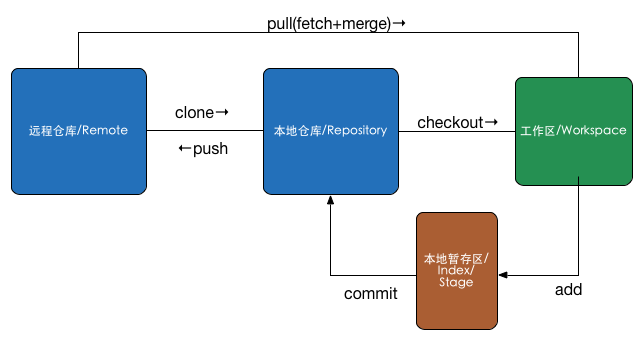 pull(fetch+merge)→
远程仓库/Remote
clone→
←push
本地仓库/Repository
checkout→
工作区/Workspace
本地暂存区/
Index/
Stage
commit
add